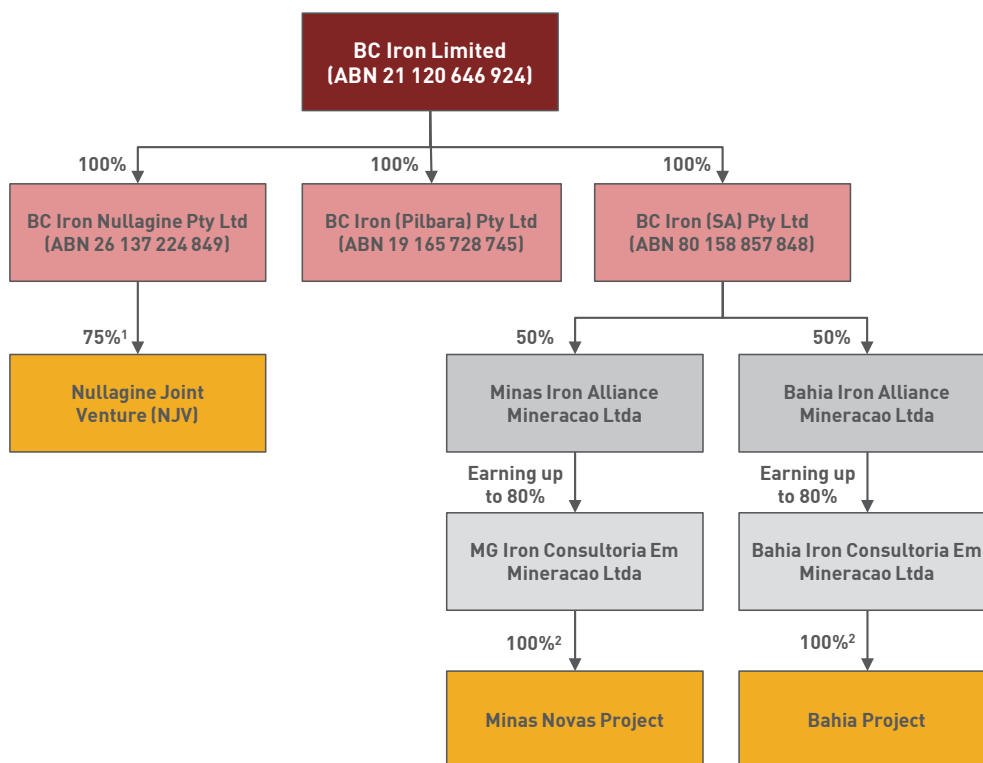 BC Iron Limited
(ABN 21 120 646 924)
100%
100%
100%
BC Iron Nullagine Pty Ltd
(ABN 26 137 224 849)
BC Iron (Pilbara) Pty Ltd
(ABN 19 165 728 745)
BC Iron (SA) Pty Ltd
(ABN 80 158 857 848)
75%¹
50%
50%
Nullagine Joint
Venture (NJV)
Minas Iron Alliance
Mineracao Ltda
Bahia Iron Alliance
Mineracao Ltda
Earning up
to 80%
Earning up
to 80%
MG Iron Consultoria Em
Mineracao Ltda
Bahia Iron Consultoria Em
Mineracao Ltda
100%²
100%²
Minas Novas Project
Bahia Project